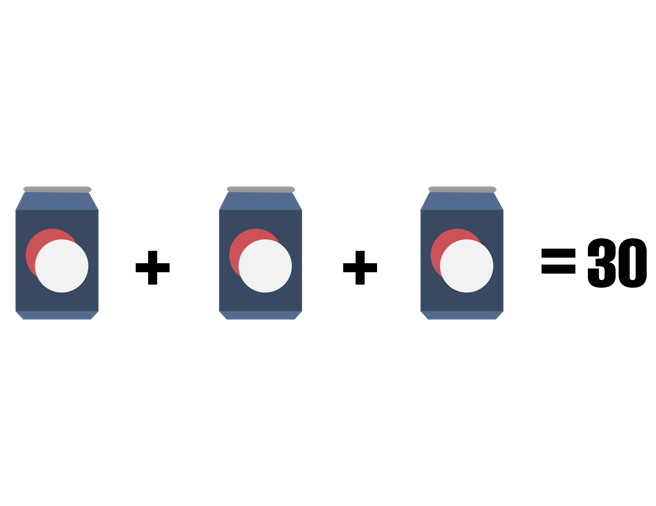 + + = 30